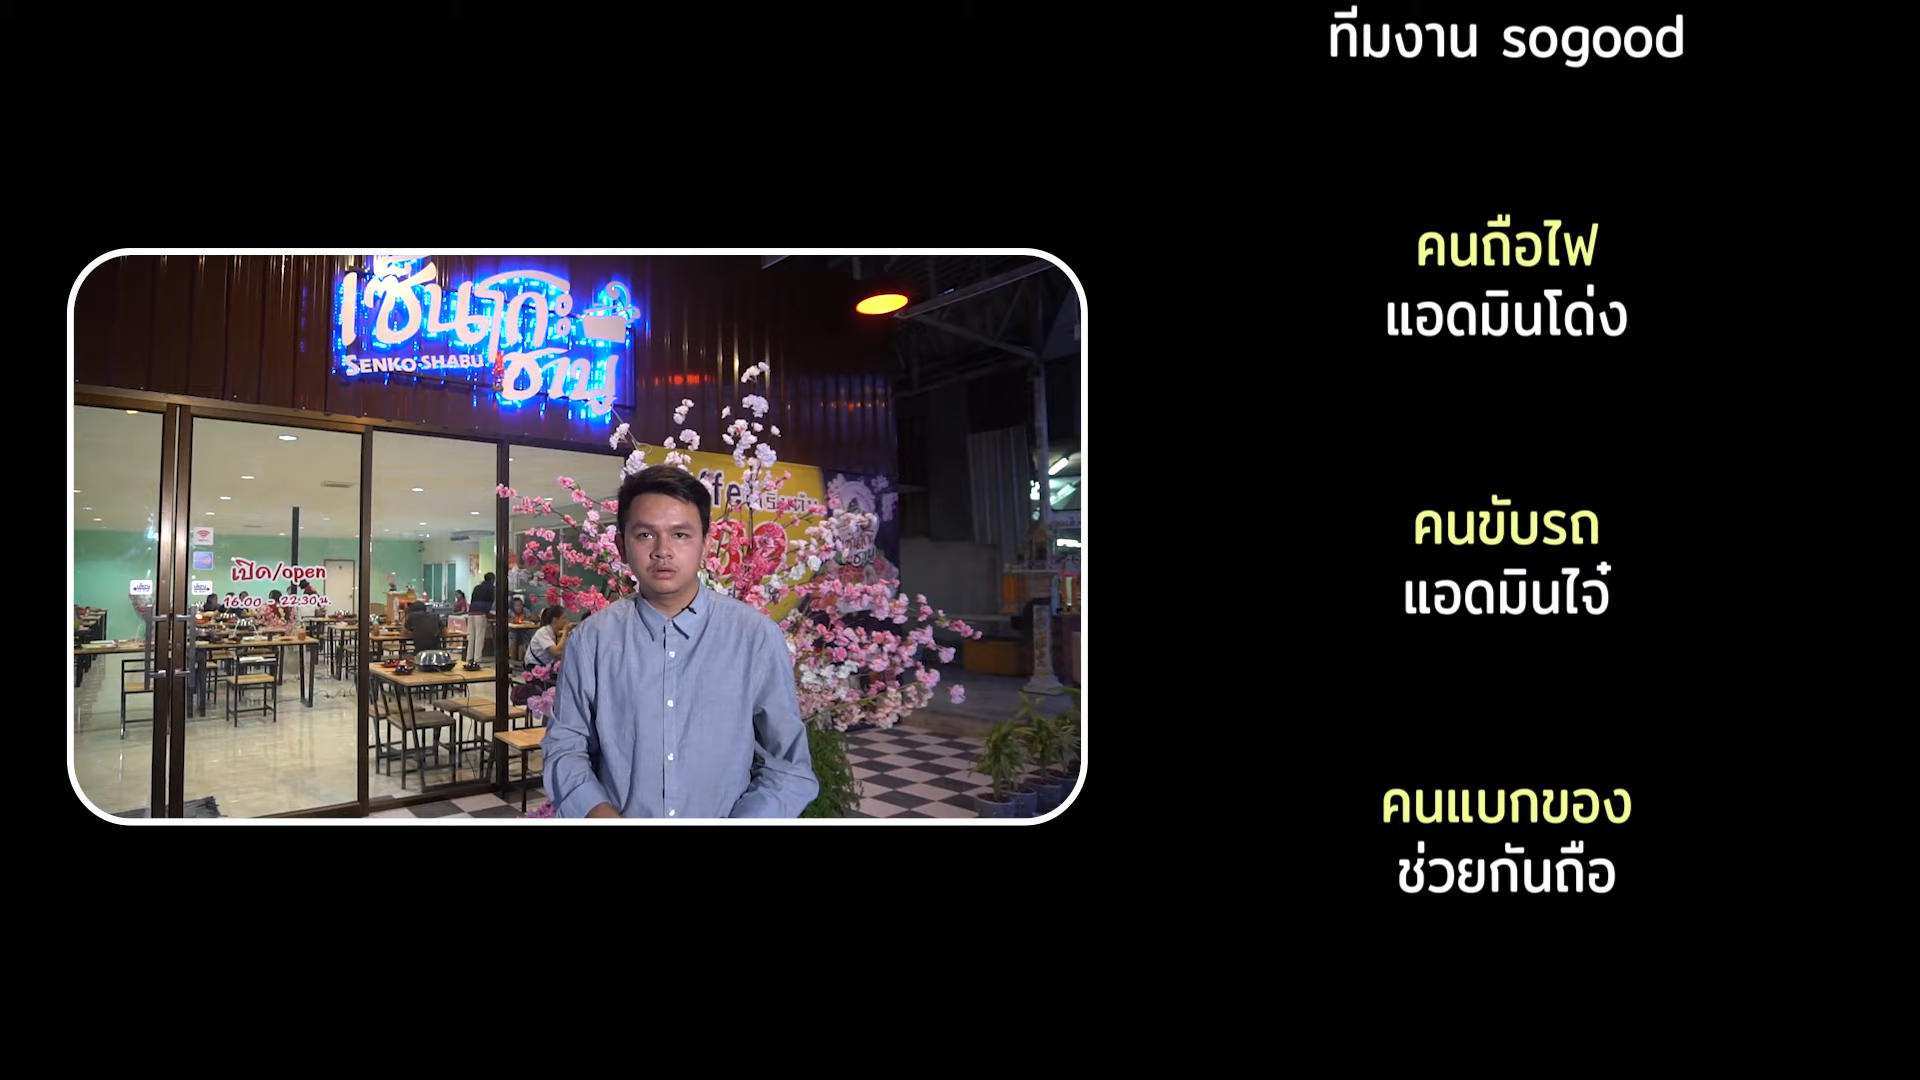 ทีมงาน sogood
คนถือไฟ
แอดมินโด่ง
คนขับรถ
แอดมินไจ๋
คนแบกของ
ช่วยกันถือ
เซ็นโกะ
SENKO SHABU
ชาบู
เปิด/open
16.00 - 22.30 น.